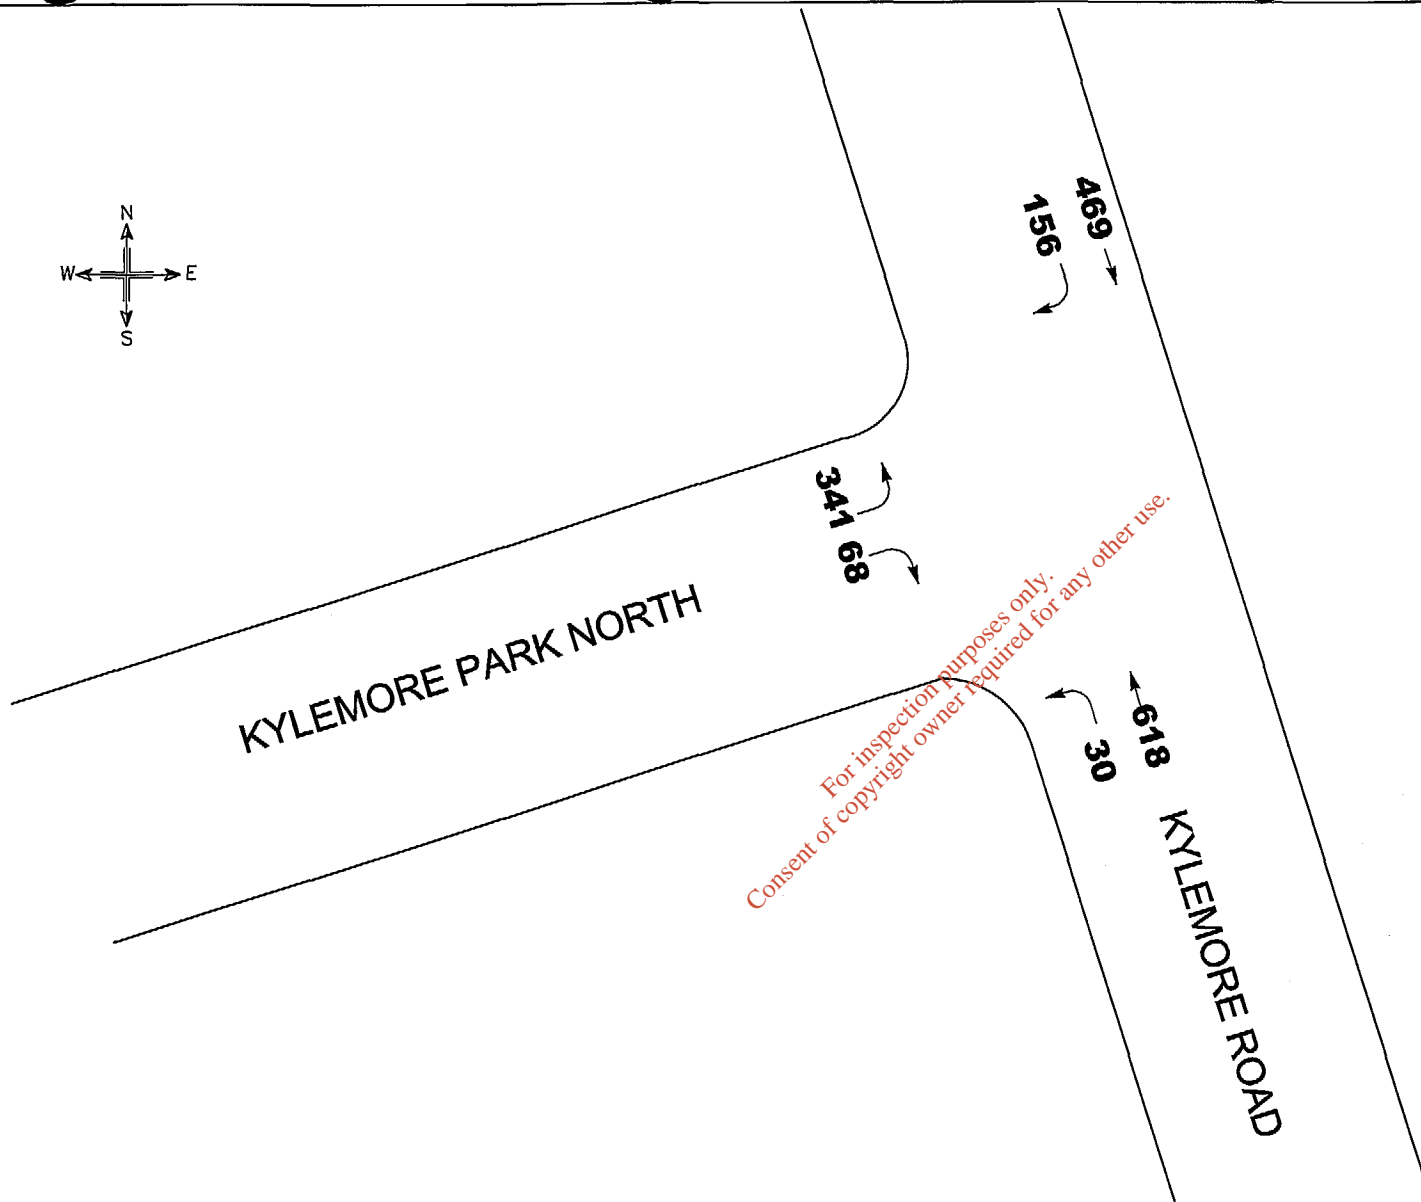 469
156
N
W E
S
341
68
KYLEMORE PARK NORTH
For inspection purposes only.
Consent of copyright owner required for any other use.
618
30
KYLEMORE ROAD